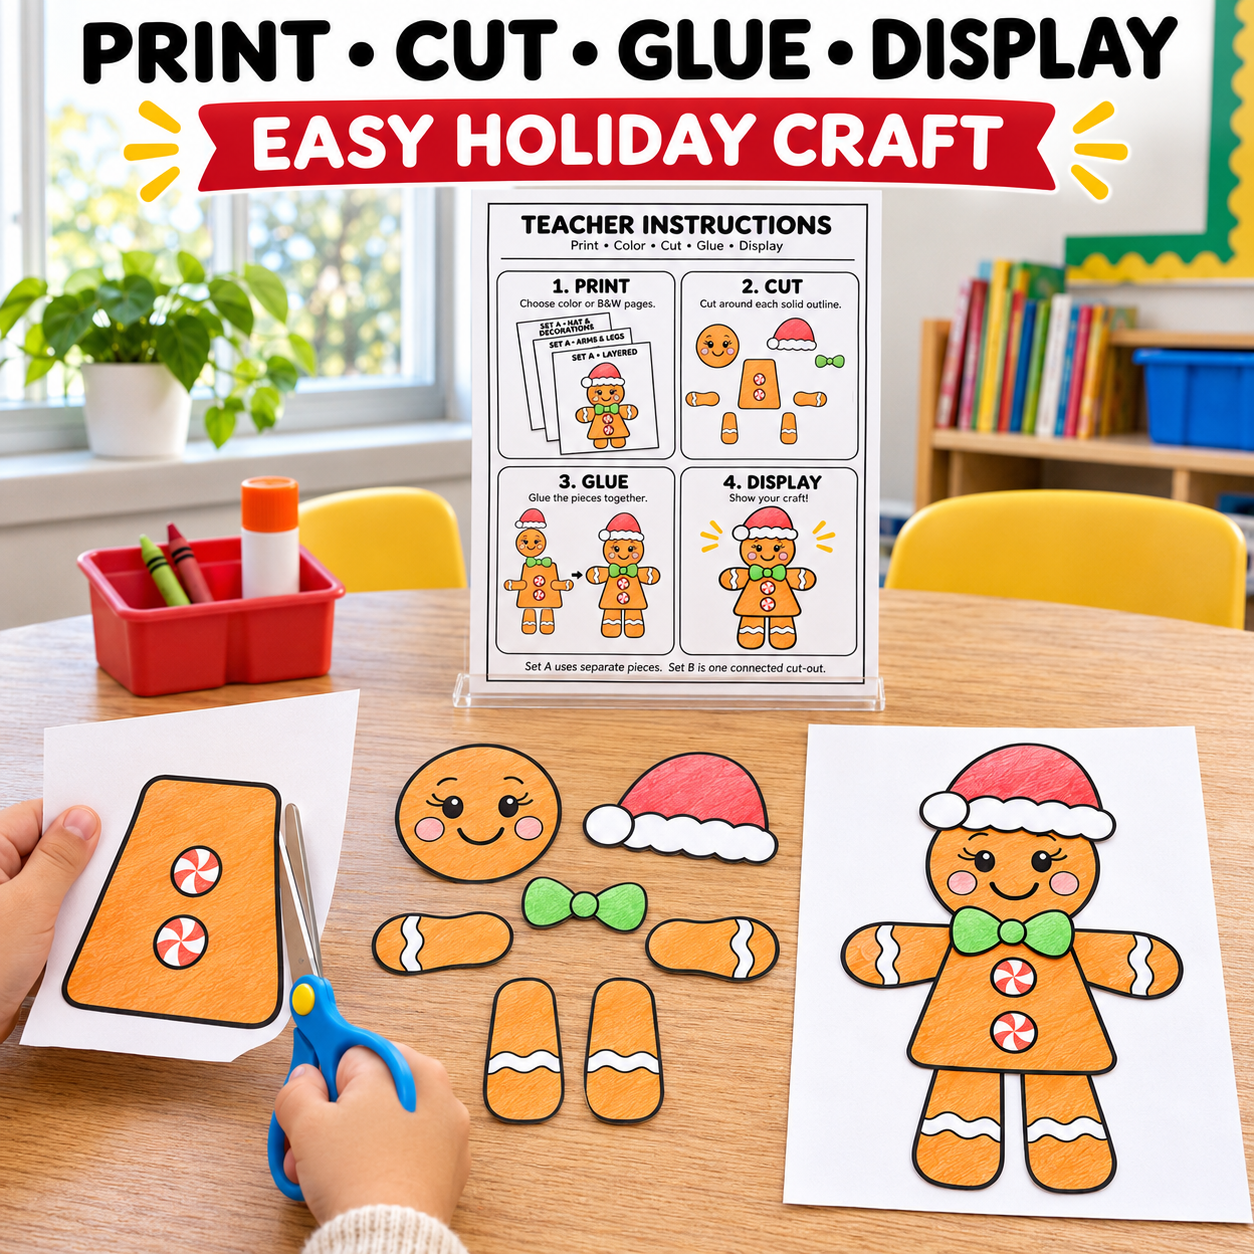 PRINT • CUT • GLUE • DISPLAY
EASY HOLIDAY CRAFT
TEACHER INSTRUCTIONS
Print • Color • Cut • Glue • Display
1. PRINT
Choose color or B&W pages.
SET A • HAT &
DECORATIONS
SET A - ARMS & LEGS
SET A • LAYERED
2. CUT
Cut around each solid outline.
3. GLUE
Glue the pieces together.
4. DISPLAY
Show your craft!
Set A uses separate pieces. Set B is one connected cut-out.